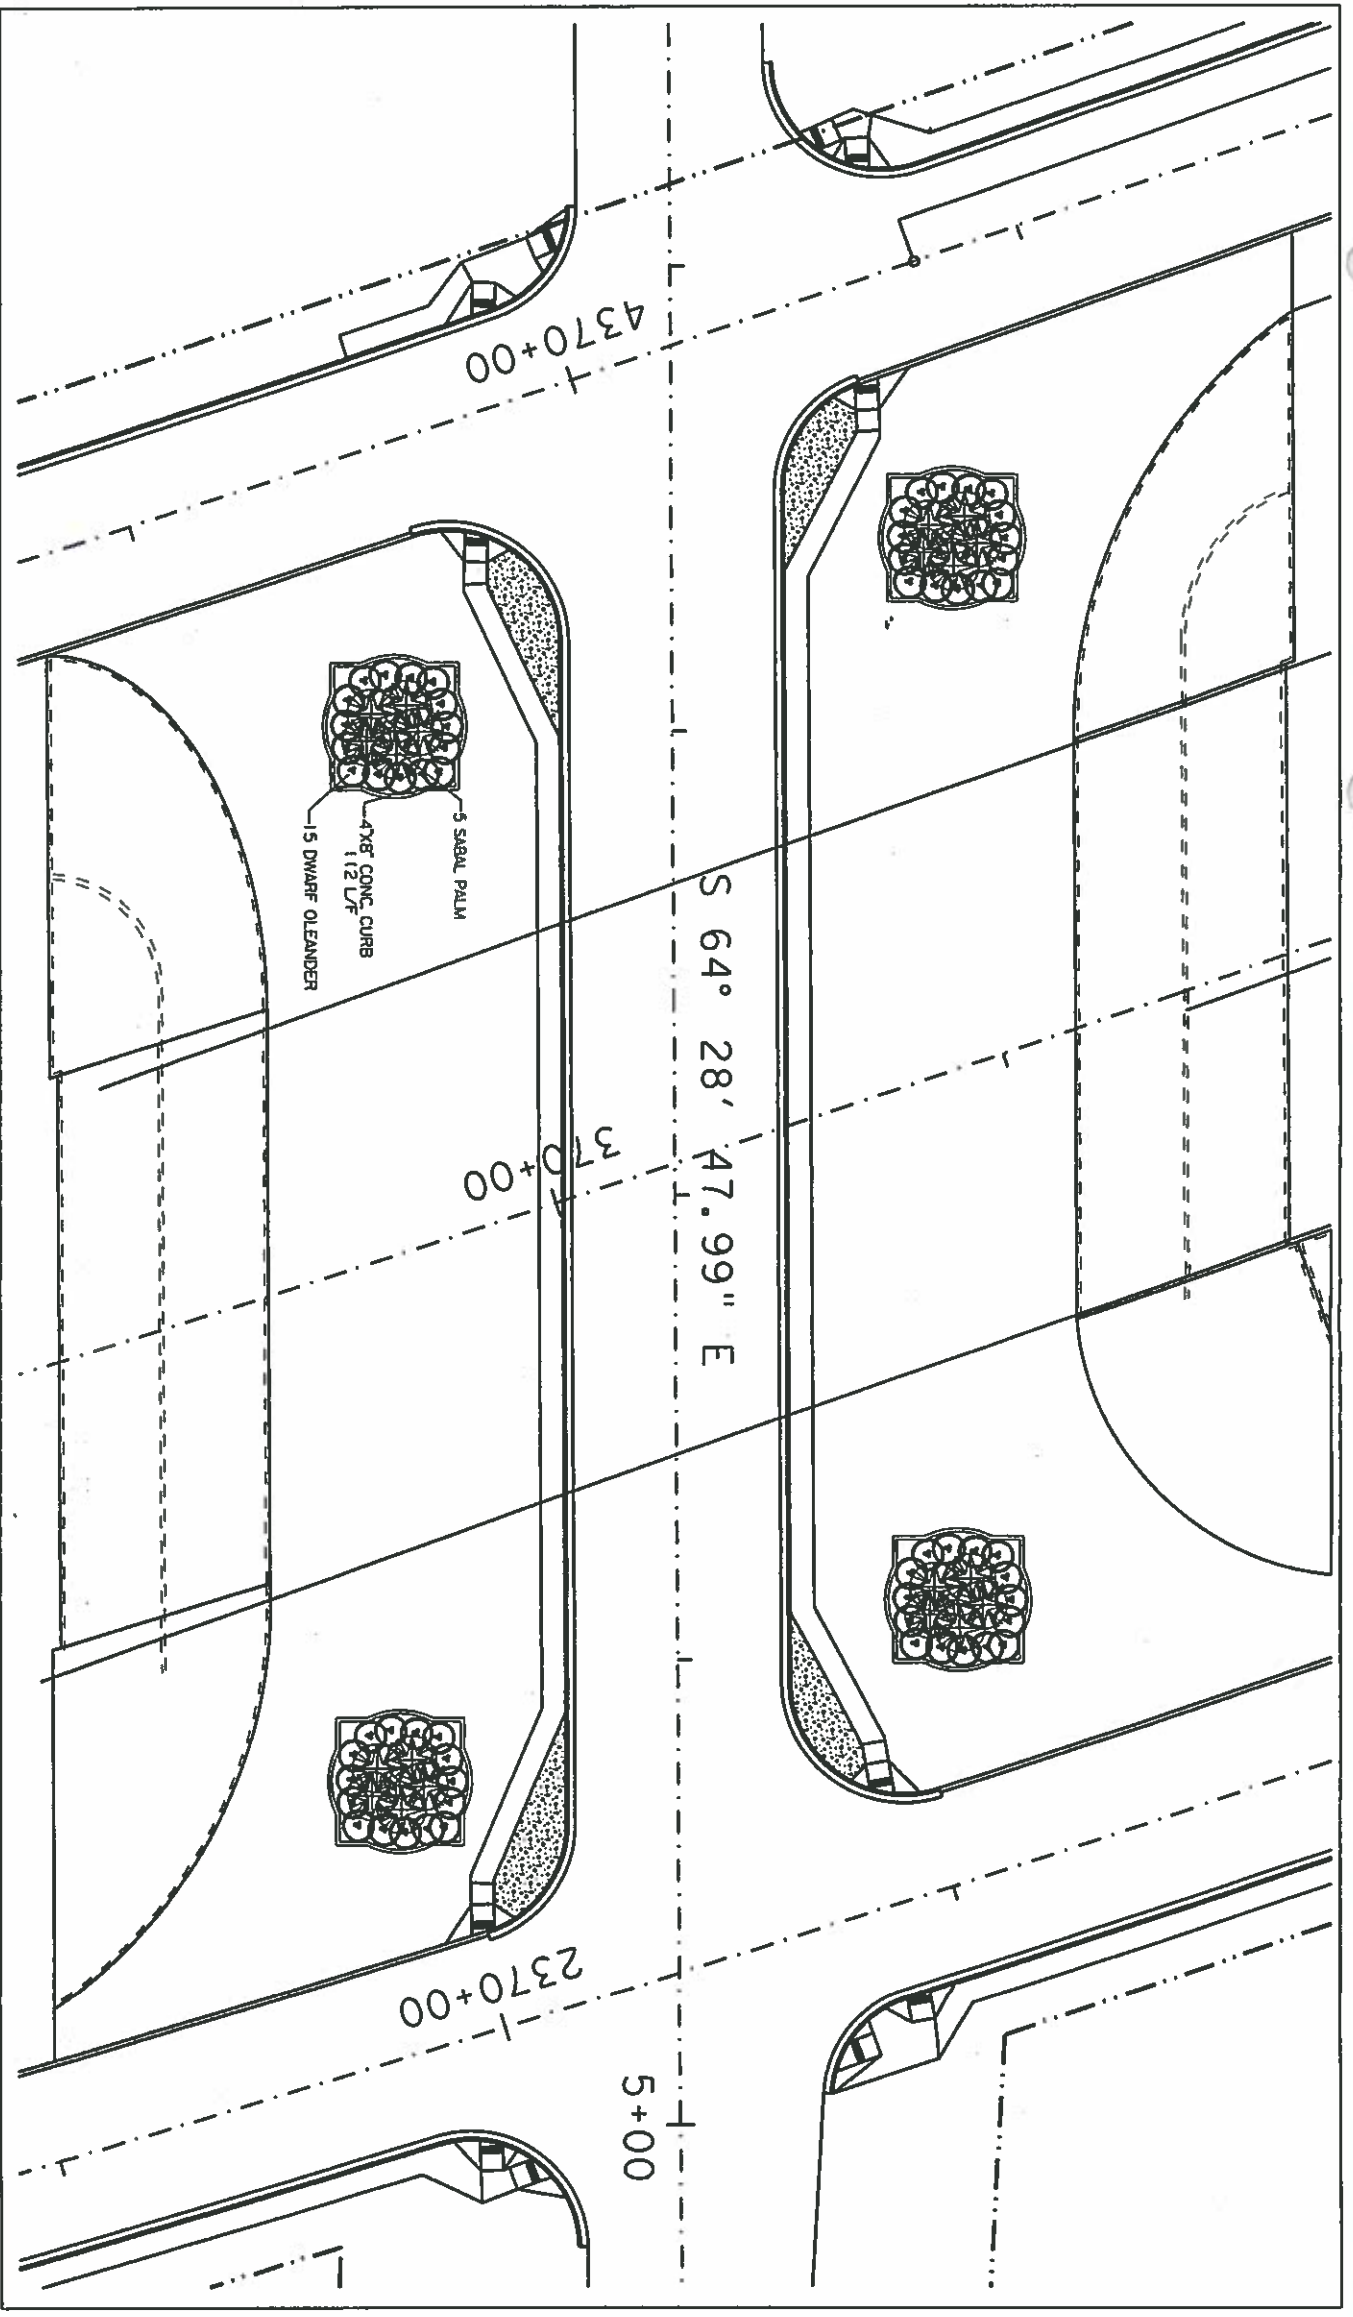 4370+00
5 SABAL PALM
4"X8" CONC. CURB
112 L/F
15 DWARF OLEANDER
S 64° 28' 47.99" E
370+00
2370+00
5+00